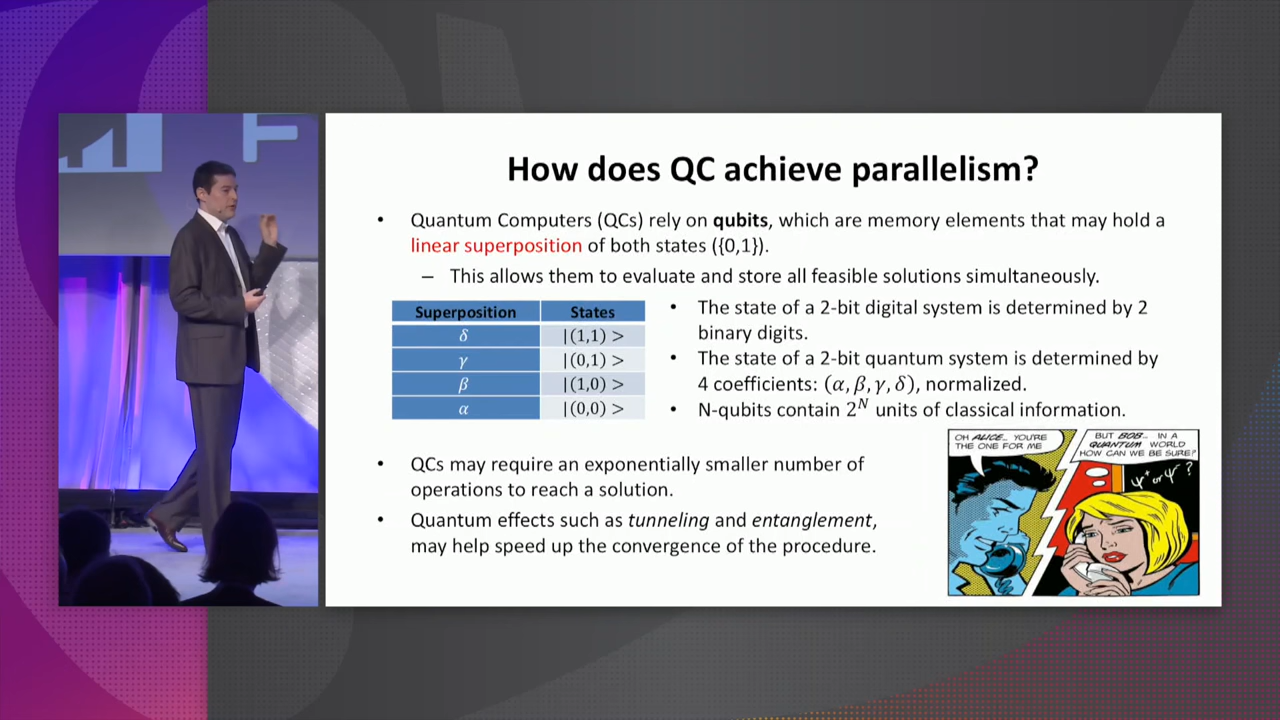 How does QC achieve parallelism?
• Quantum Computers (QCs) rely on qubits, which are memory elements that may hold a
linear superposition of both states ({0,1}).
– This allows them to evaluate and store all feasible solutions simultaneously.
Superposition States
δ |(1,1) >
γ |(0,1) >
β |(1,0) >
α |(0,0) >
• The state of a 2-bit digital system is determined by 2
binary digits.
• The state of a 2-bit quantum system is determined by
4 coefficients: (α, β, γ, δ), normalized.
• N-qubits contain 2^N units of classical information.
• QCs may require an exponentially smaller number of
operations to reach a solution.
• Quantum effects such as tunneling and entanglement,
may help speed up the convergence of the procedure.
OH ALICE... YOU'RE
THE ONE FOR ME
BUT BOB... IN A
QUANTUM WORLD
HOW CAN WE BE SURE?
ψ⁺ or ψ⁻ ?